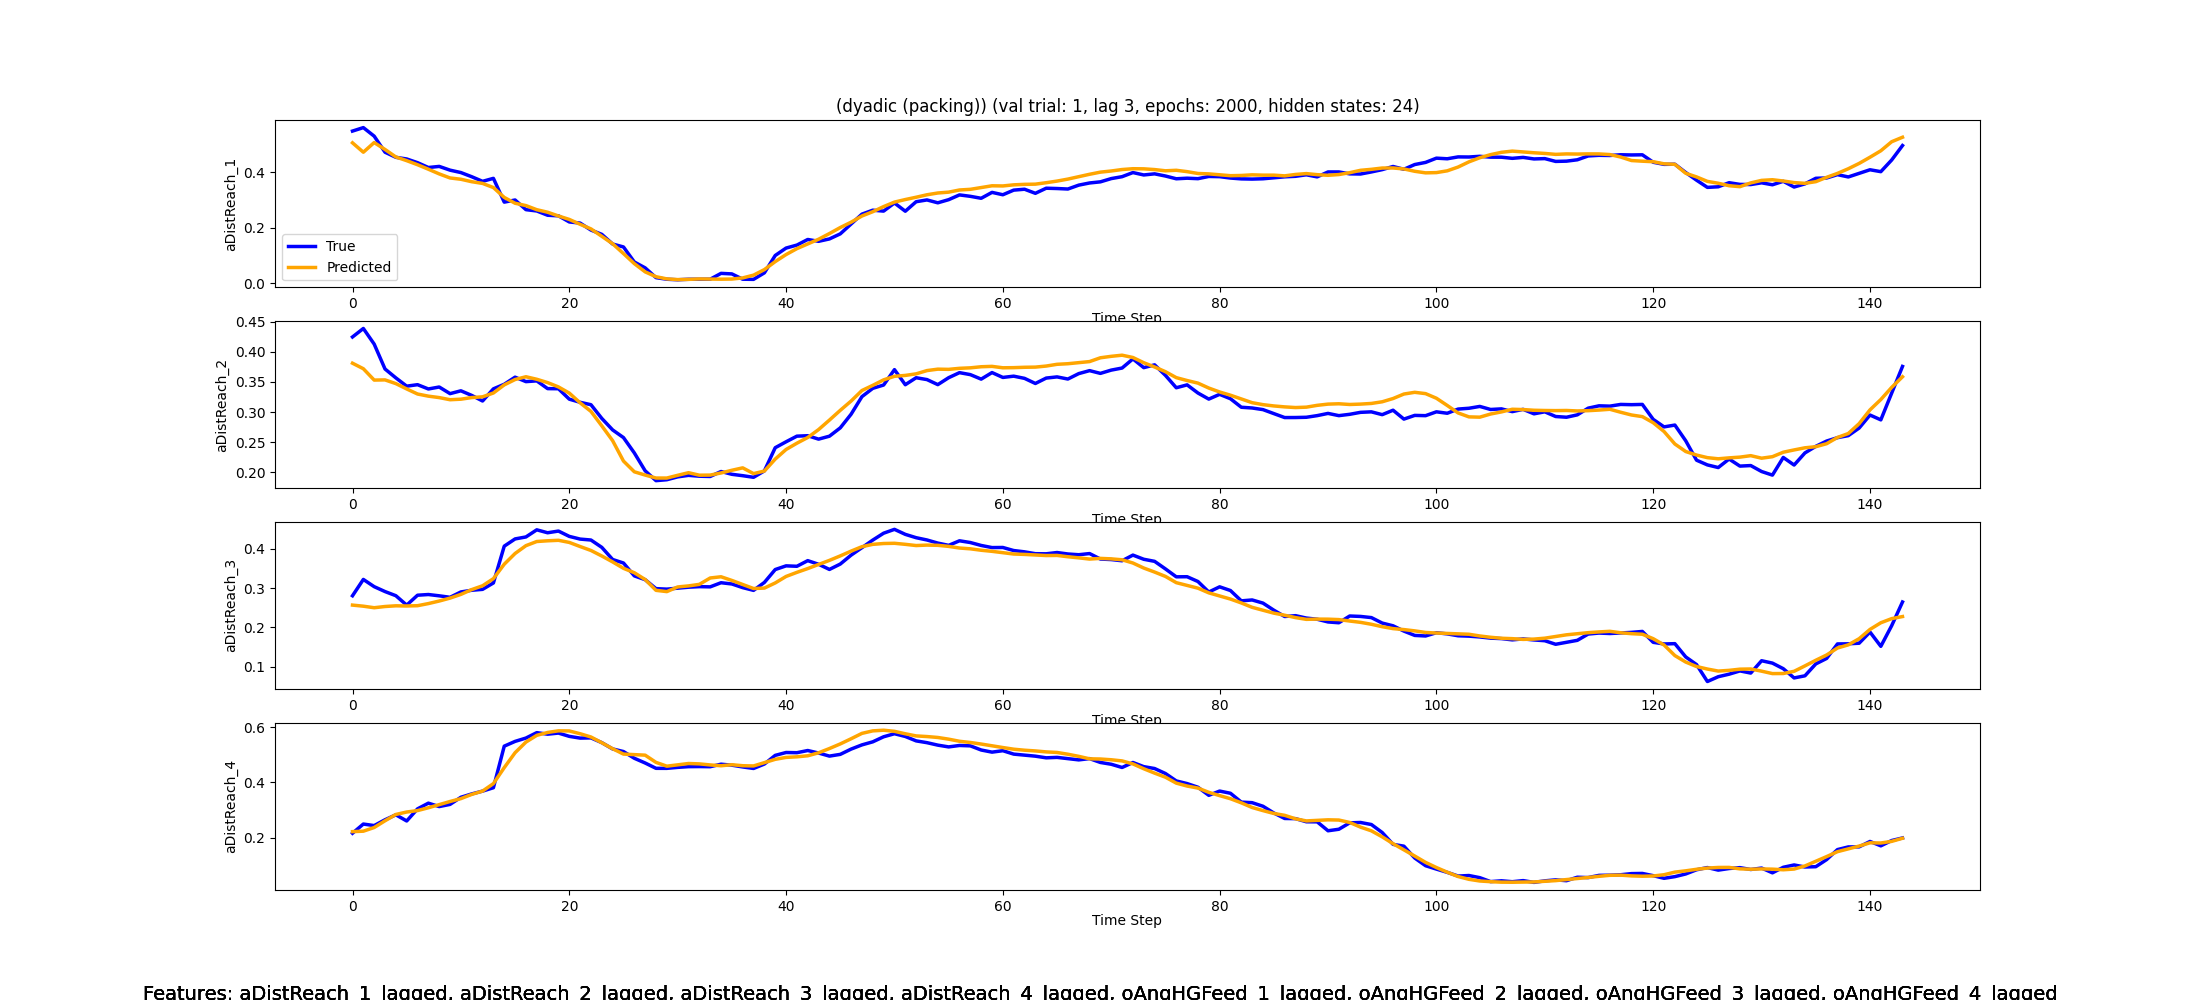 (dyadic (packing)) (val trial: 1, lag 3, epochs: 2000, hidden states: 24)
aDistReach_1
0.4
0.2
0.0
True
Predicted
0 20 40 60 80 100 120 140
Time Step
aDistReach_2
0.45
0.40
0.35
0.30
0.25
0.20
0 20 40 60 80 100 120 140
Time Step
aDistReach_3
0.4
0.3
0.2
0.1
0 20 40 60 80 100 120 140
Time Step
aDistReach_4
0.6
0.4
0.2
0 20 40 60 80 100 120 140
Time Step
Features: aDistReach_1_lagged, aDistReach_2_lagged, aDistReach_3_lagged, aDistReach_4_lagged, oAngHGFeed_1_lagged, oAngHGFeed_2_lagged, oAngHGFeed_3_lagged, oAngHGFeed_4_lagged